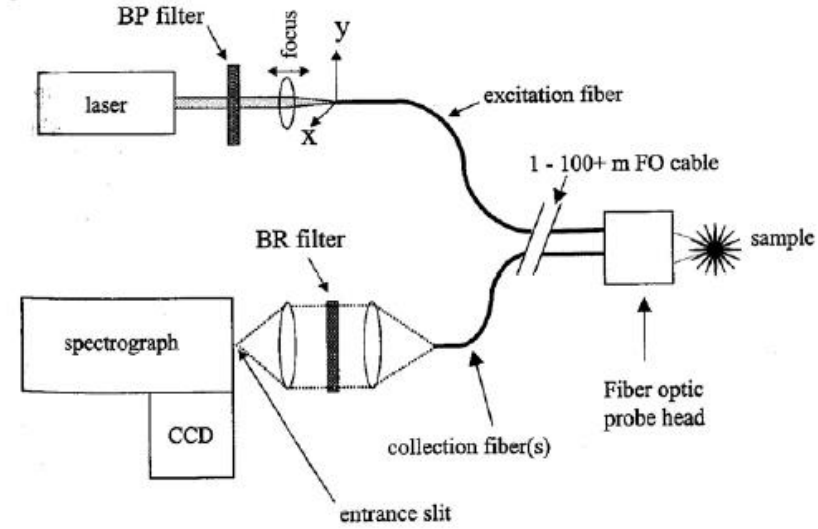 BP filter
focus
y
laser
x
excitation fiber
1 - 100+ m FO cable
BR filter
sample
spectrograph
Fiber optic
probe head
CCD
collection fiber(s)
entrance slit